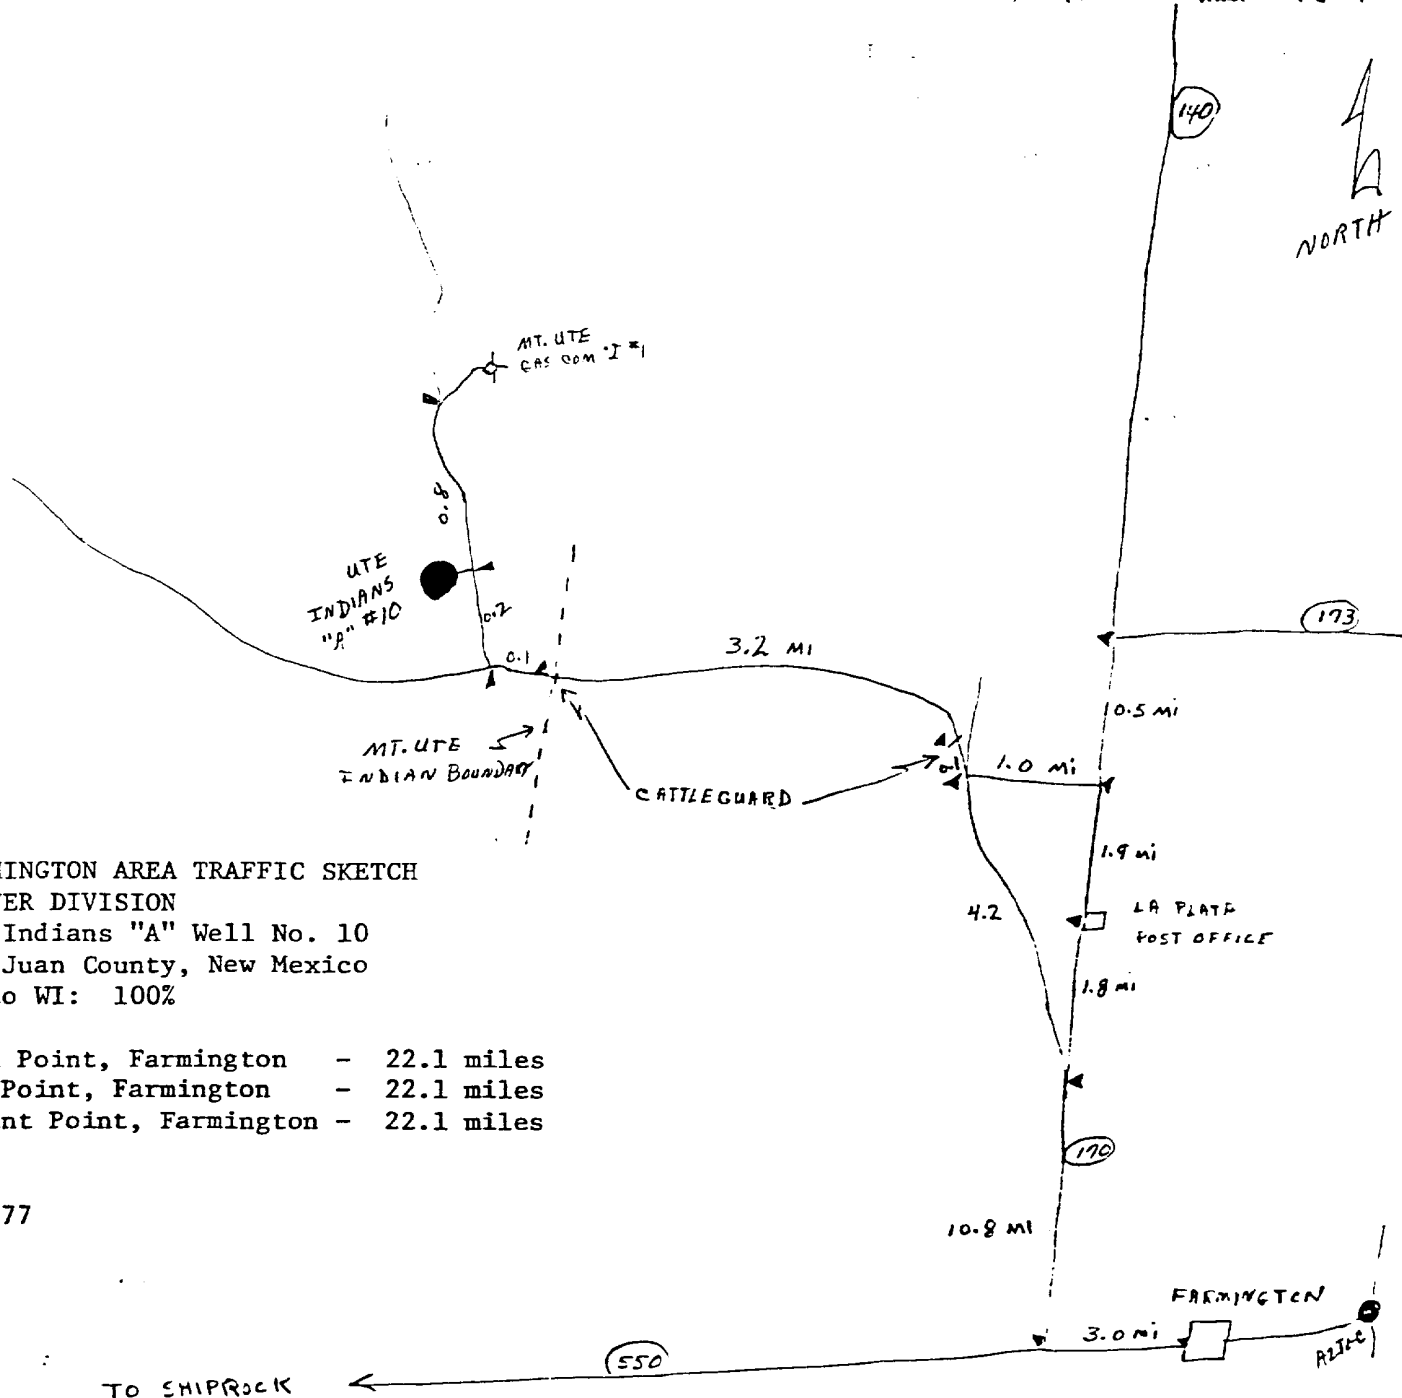 140
NORTH
MT. UTE
GAS COM "I" #1
0.8
UTE
INDIANS
"A" #10
0.2
173
0.1
3.2 MI
0.5 mi
MT. UTE
INDIAN BOUNDARY
CATTLEGUARD
0.1
1.0 Mi
1.9 mi
4.2
LA PLATA
POST OFFICE
1.8 mi
MINGTON AREA TRAFFIC SKETCH
VER DIVISION
Indians "A" Well No. 10
Juan County, New Mexico
o WI: 100%
Point, Farmington - 22.1 miles
Point, Farmington - 22.1 miles
nt Point, Farmington - 22.1 miles
170
77
10.8 MI
FARMINGTON
3.0 mi
AZTEC
550
TO SHIPROCK